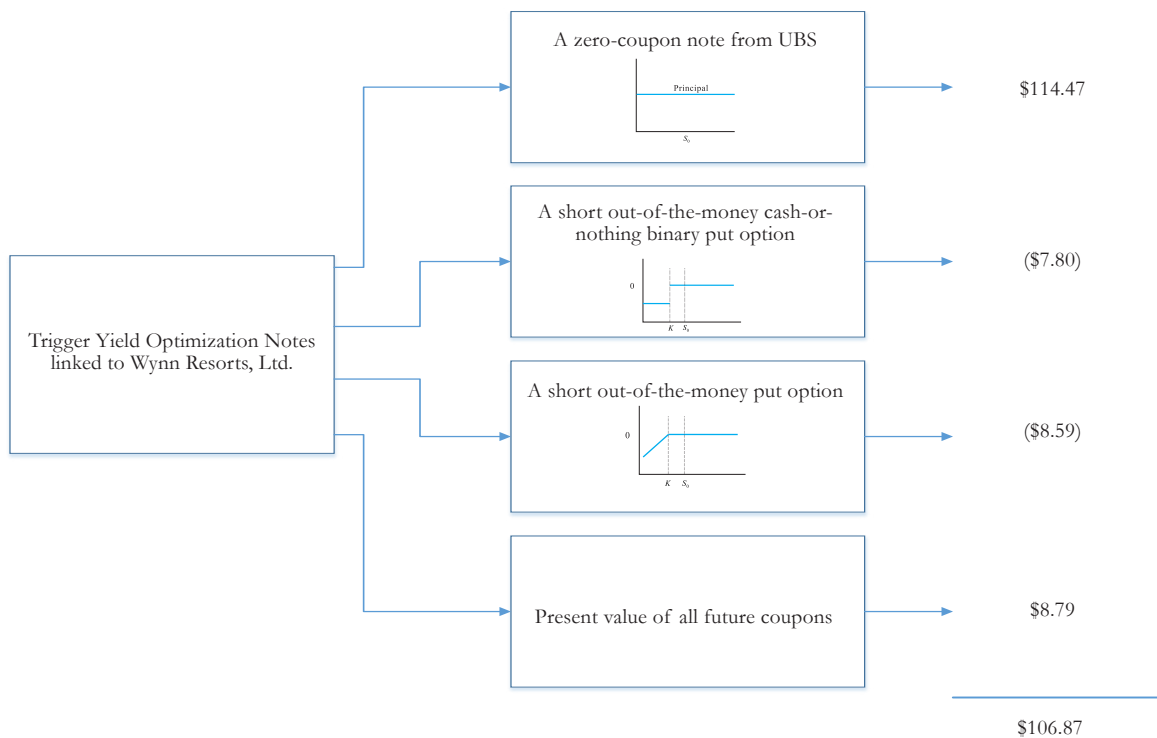 A zero-coupon note from UBS
Principal
S₀
$114.47
A short out-of-the-money cash-or-
nothing binary put option
0
K S₀
($7.80)
Trigger Yield Optimization Notes
linked to Wynn Resorts, Ltd.
A short out-of-the-money put option
0
K S₀
($8.59)
Present value of all future coupons
$8.79
$106.87